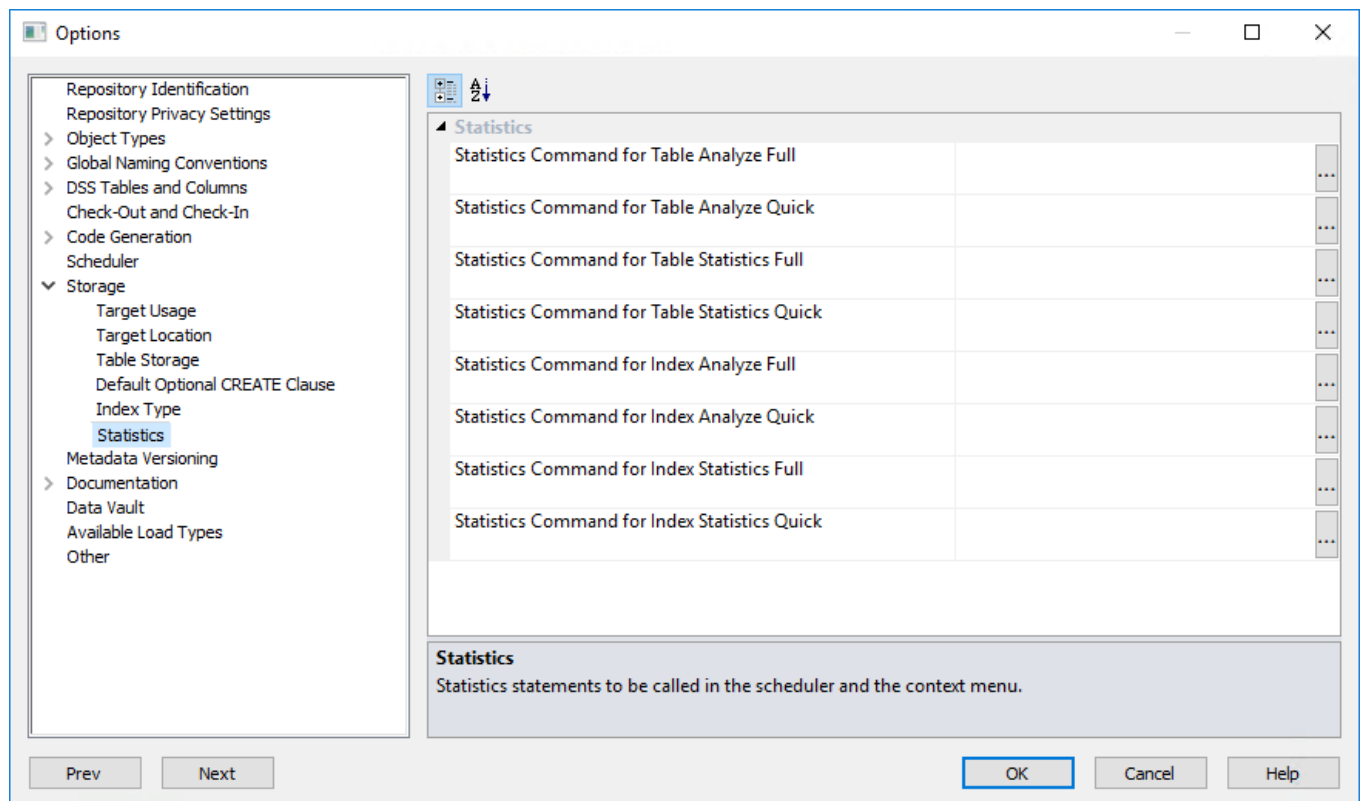 Options
Repository Identification
Repository Privacy Settings
Object Types
Global Naming Conventions
DSS Tables and Columns
Check-Out and Check-In
Code Generation
Scheduler
Storage
Target Usage
Target Location
Table Storage
Default Optional CREATE Clause
Index Type
Statistics
Metadata Versioning
Documentation
Data Vault
Available Load Types
Other
Statistics
Statistics Command for Table Analyze Full
...
Statistics Command for Table Analyze Quick
...
Statistics Command for Table Statistics Full
...
Statistics Command for Table Statistics Quick
...
Statistics Command for Index Analyze Full
...
Statistics Command for Index Analyze Quick
...
Statistics Command for Index Statistics Full
...
Statistics Command for Index Statistics Quick
...
Statistics
Statistics statements to be called in the scheduler and the context menu.
Prev Next OK Cancel Help